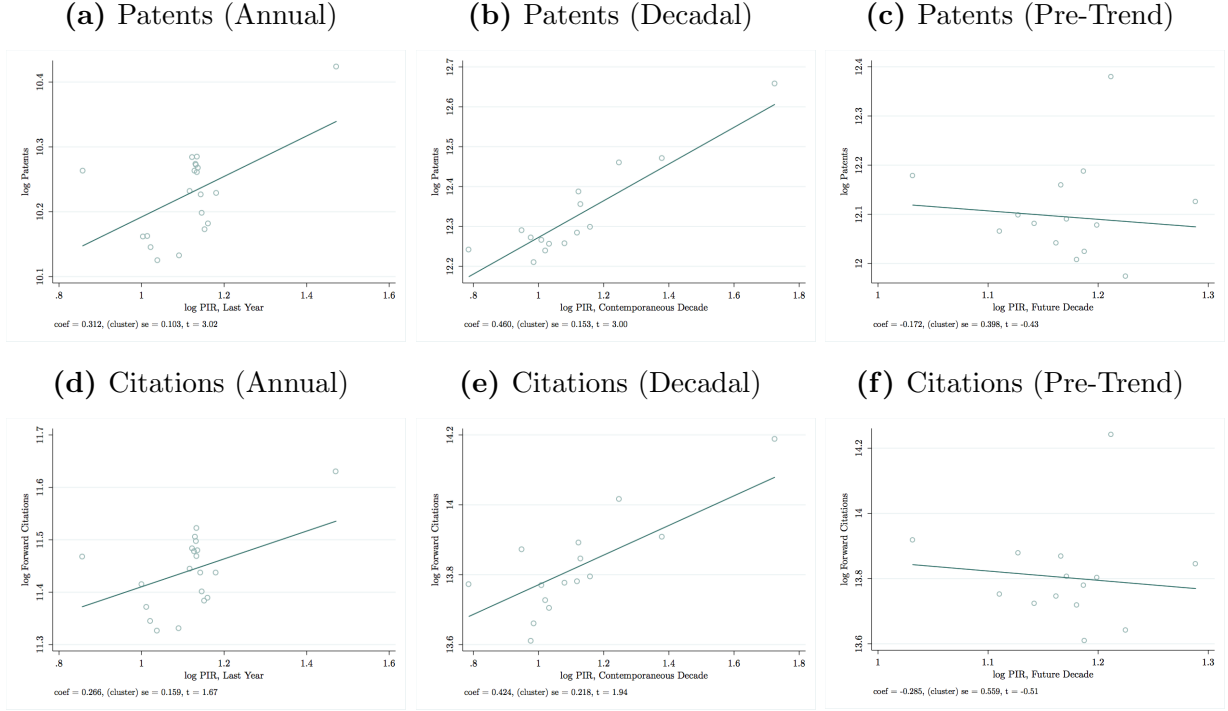 (a) Patents (Annual)
(b) Patents (Decadal)
(c) Patents (Pre-Trend)
log Patents
10.4
10.3
10.2
10.1
.8 1 1.2 1.4 1.6
log PIR, Last Year
coef = 0.312, (cluster) se = 0.103, t = 3.02
log Patents
12.7
12.6
12.5
12.4
12.3
12.2
.8 1 1.2 1.4 1.6 1.8
log PIR, Contemporaneous Decade
coef = 0.460, (cluster) se = 0.153, t = 3.00
log Patents
12.4
12.3
12.2
12.1
12
1 1.1 1.2 1.3
log PIR, Future Decade
coef = -0.172, (cluster) se = 0.398, t = -0.43
(d) Citations (Annual)
(e) Citations (Decadal)
(f) Citations (Pre-Trend)
log Forward Citations
11.7
11.6
11.5
11.4
11.3
.8 1 1.2 1.4 1.6
log PIR, Last Year
coef = 0.266, (cluster) se = 0.159, t = 1.67
log Forward Citations
14.2
14
13.8
13.6
.8 1 1.2 1.4 1.6 1.8
log PIR, Contemporaneous Decade
coef = 0.424, (cluster) se = 0.218, t = 1.94
log Forward Citations
14.2
14
13.8
13.6
1 1.1 1.2 1.3
log PIR, Future Decade
coef = -0.285, (cluster) se = 0.559, t = -0.51